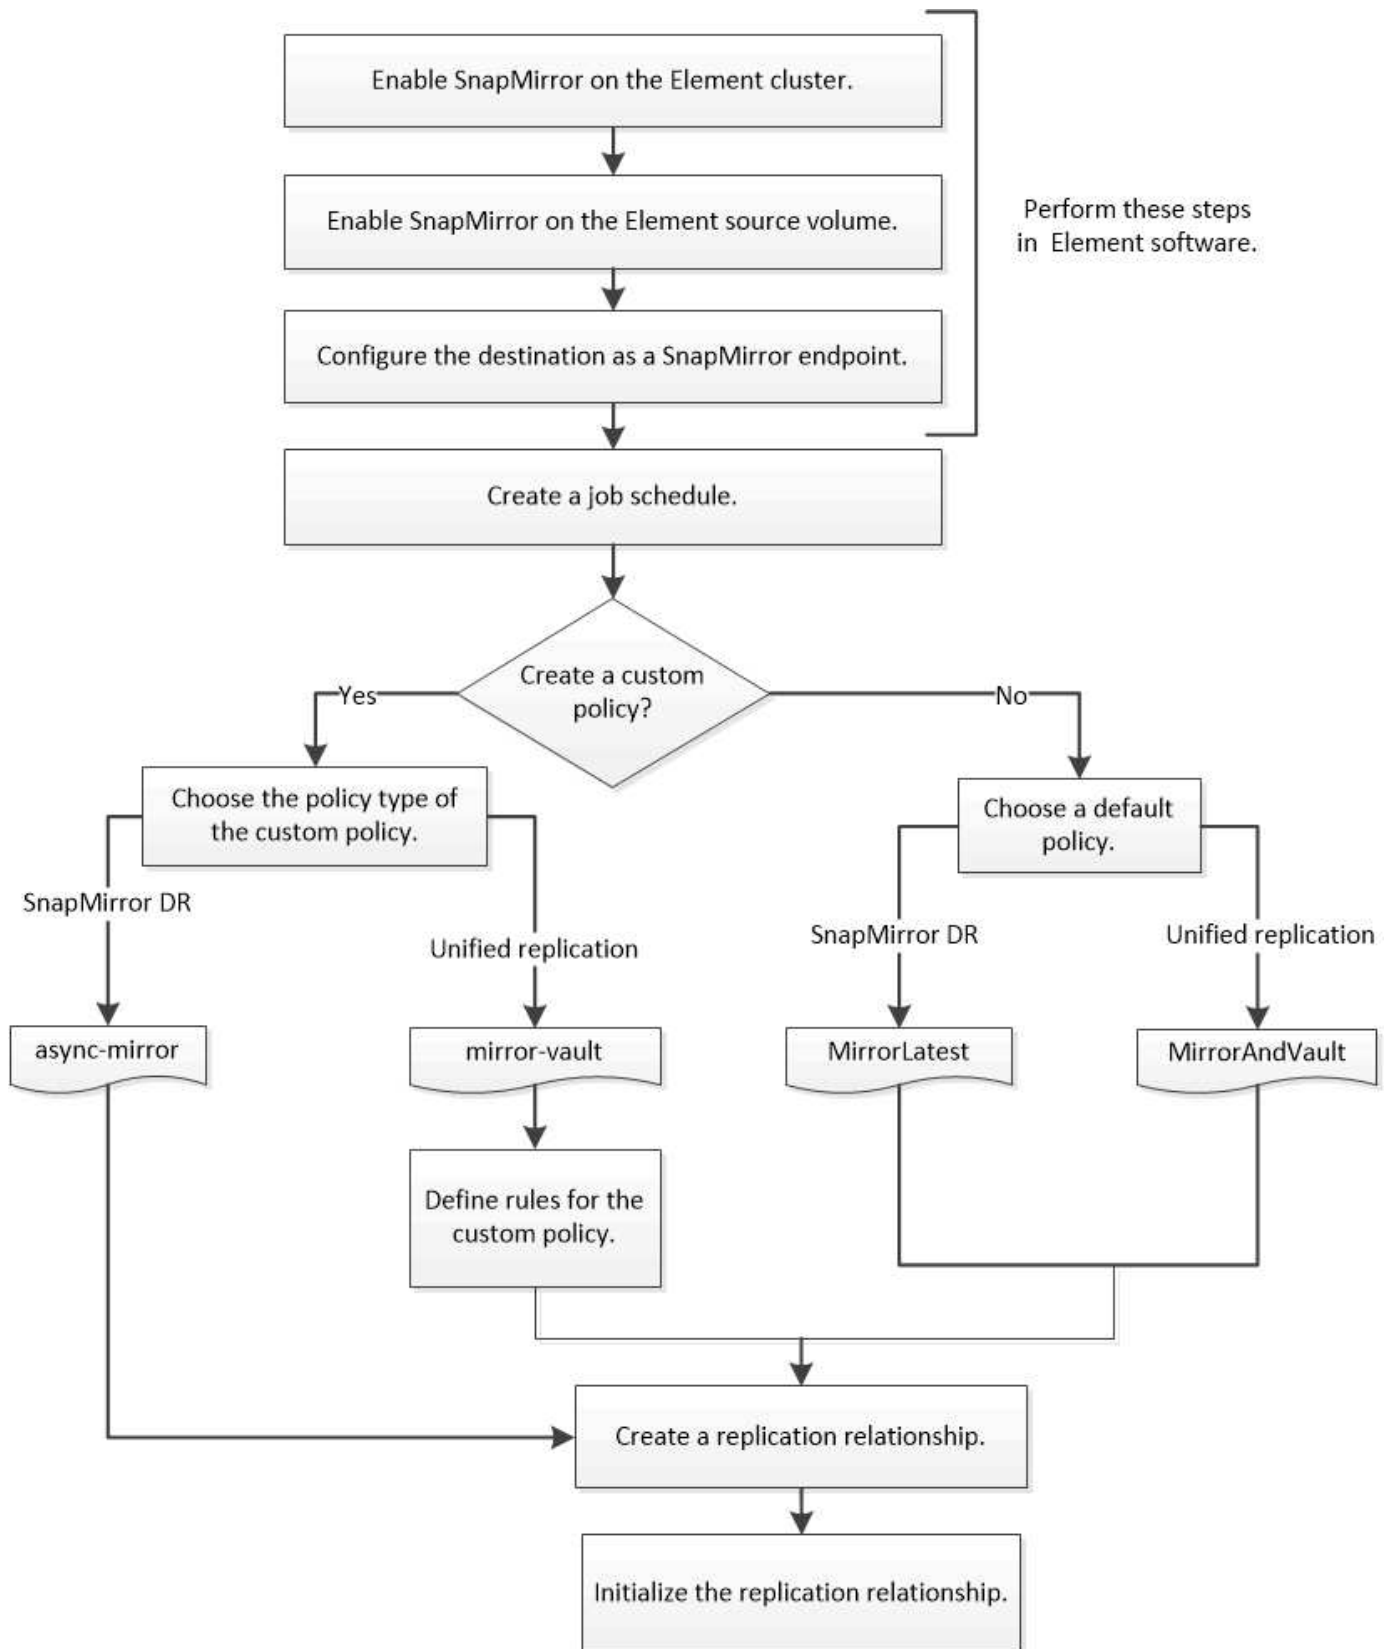 Enable SnapMirror on the Element cluster.
Enable SnapMirror on the Element source volume.
Perform these steps
in Element software.
Configure the destination as a SnapMirror endpoint.
Create a job schedule.
Create a custom
policy?
Yes
No
Choose the policy type of
the custom policy.
Choose a default
policy.
SnapMirror DR
Unified replication
SnapMirror DR
Unified replication
async-mirror
mirror-vault
MirrorLatest
MirrorAndVault
Define rules for the
custom policy.
Create a replication relationship.
Initialize the replication relationship.